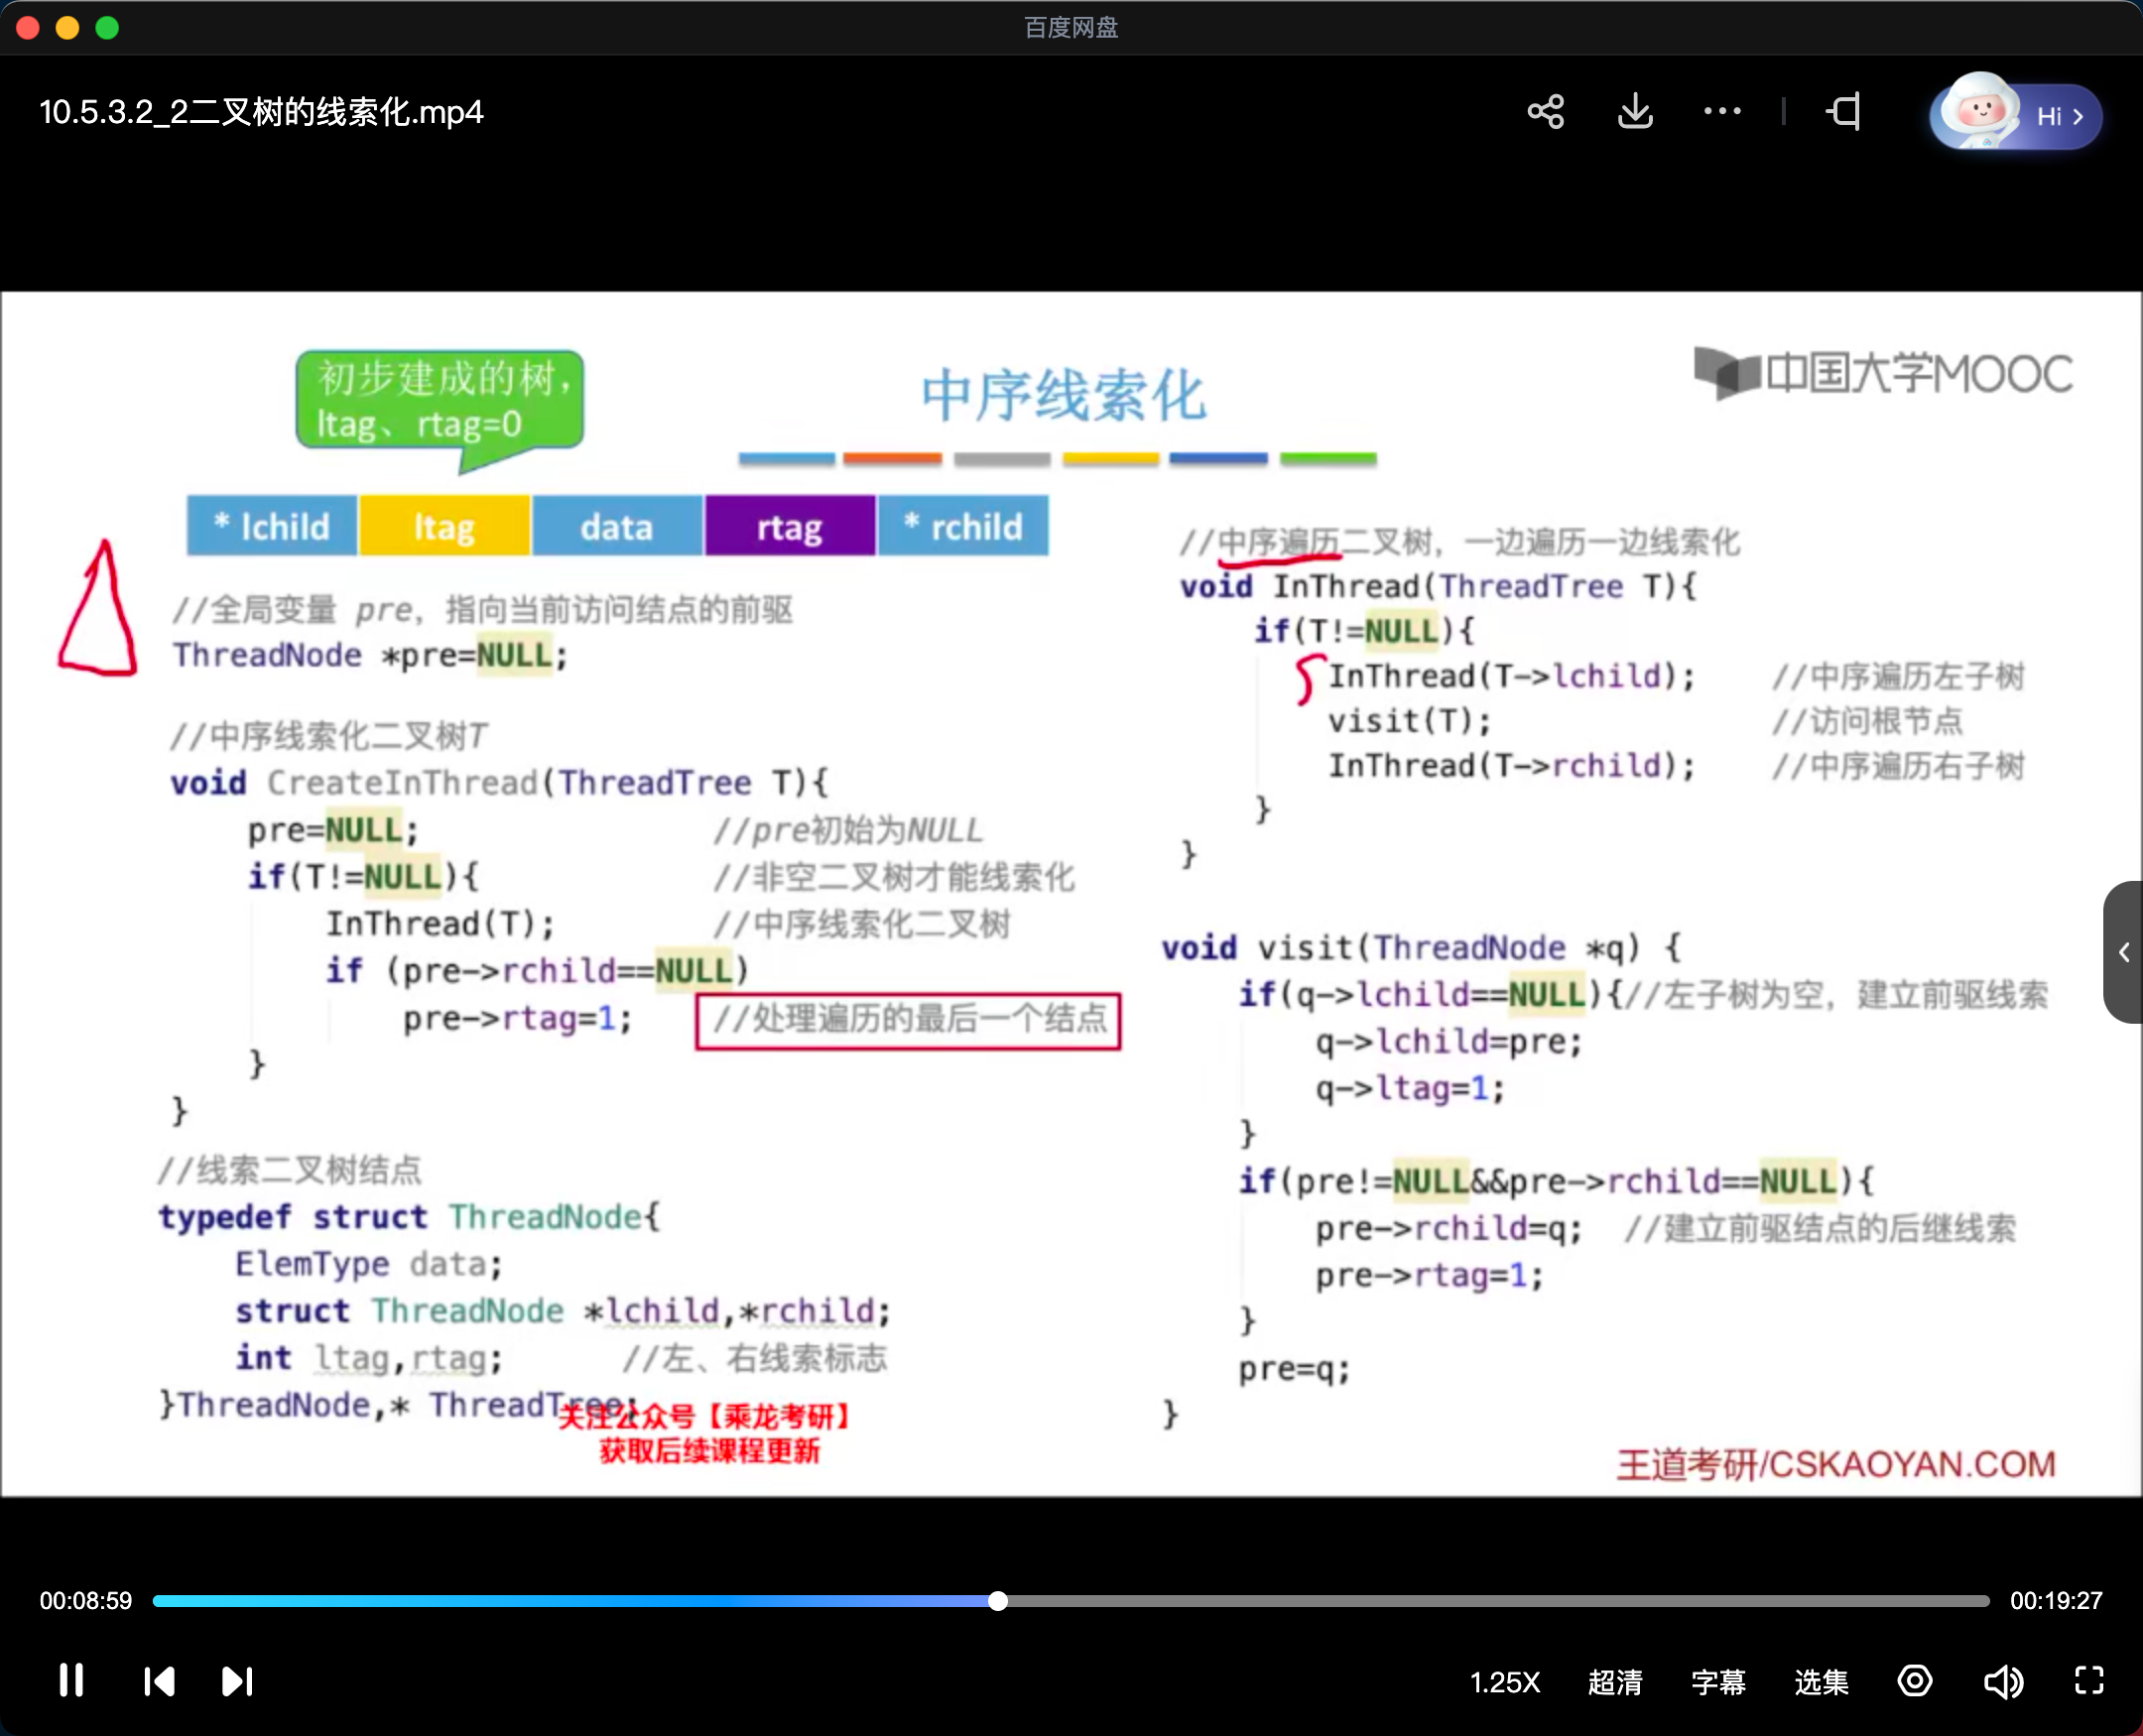 百度网盘
10.5.3.2_2二叉树的线索化.mp4
Hi
初步建成的树，
ltag、rtag=0
中序线索化
中国大学MOOC
* lchild ltag data rtag * rchild
//全局变量 pre，指向当前访问结点的前驱
ThreadNode *pre=NULL;
//中序线索化二叉树T
void CreateInThread(ThreadTree T){
pre=NULL; //pre初始为NULL
if(T!=NULL){ //非空二叉树才能线索化
InThread(T); //中序线索化二叉树
if (pre->rchild==NULL)
pre->rtag=1; //处理遍历的最后一个结点
}
}
//线索二叉树结点
typedef struct ThreadNode{
ElemType data;
struct ThreadNode *lchild,*rchild;
int ltag,rtag; //左、右线索标志
}ThreadNode,* ThreadTree;
关注公众号【乘龙考研】
获取后续课程更新
//中序遍历二叉树，一边遍历一边线索化
void InThread(ThreadTree T){
if(T!=NULL){
InThread(T->lchild); //中序遍历左子树
visit(T); //访问根节点
InThread(T->rchild); //中序遍历右子树
}
}
void visit(ThreadNode *q) {
if(q->lchild==NULL){//左子树为空，建立前驱线索
q->lchild=pre;
q->ltag=1;
}
if(pre!=NULL&&pre->rchild==NULL){
pre->rchild=q; //建立前驱结点的后继线索
pre->rtag=1;
}
pre=q;
}
王道考研/CSKAOYAN.COM
00:08:59
00:19:27
1.25X 超清 字幕 选集